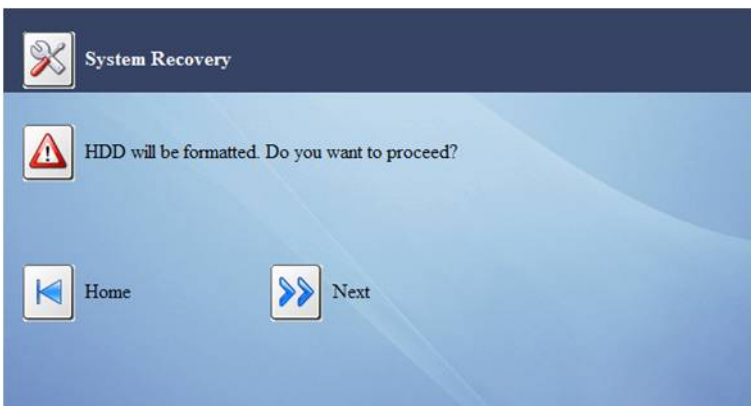 System Recovery
HDD will be formatted. Do you want to proceed?
Home
Next